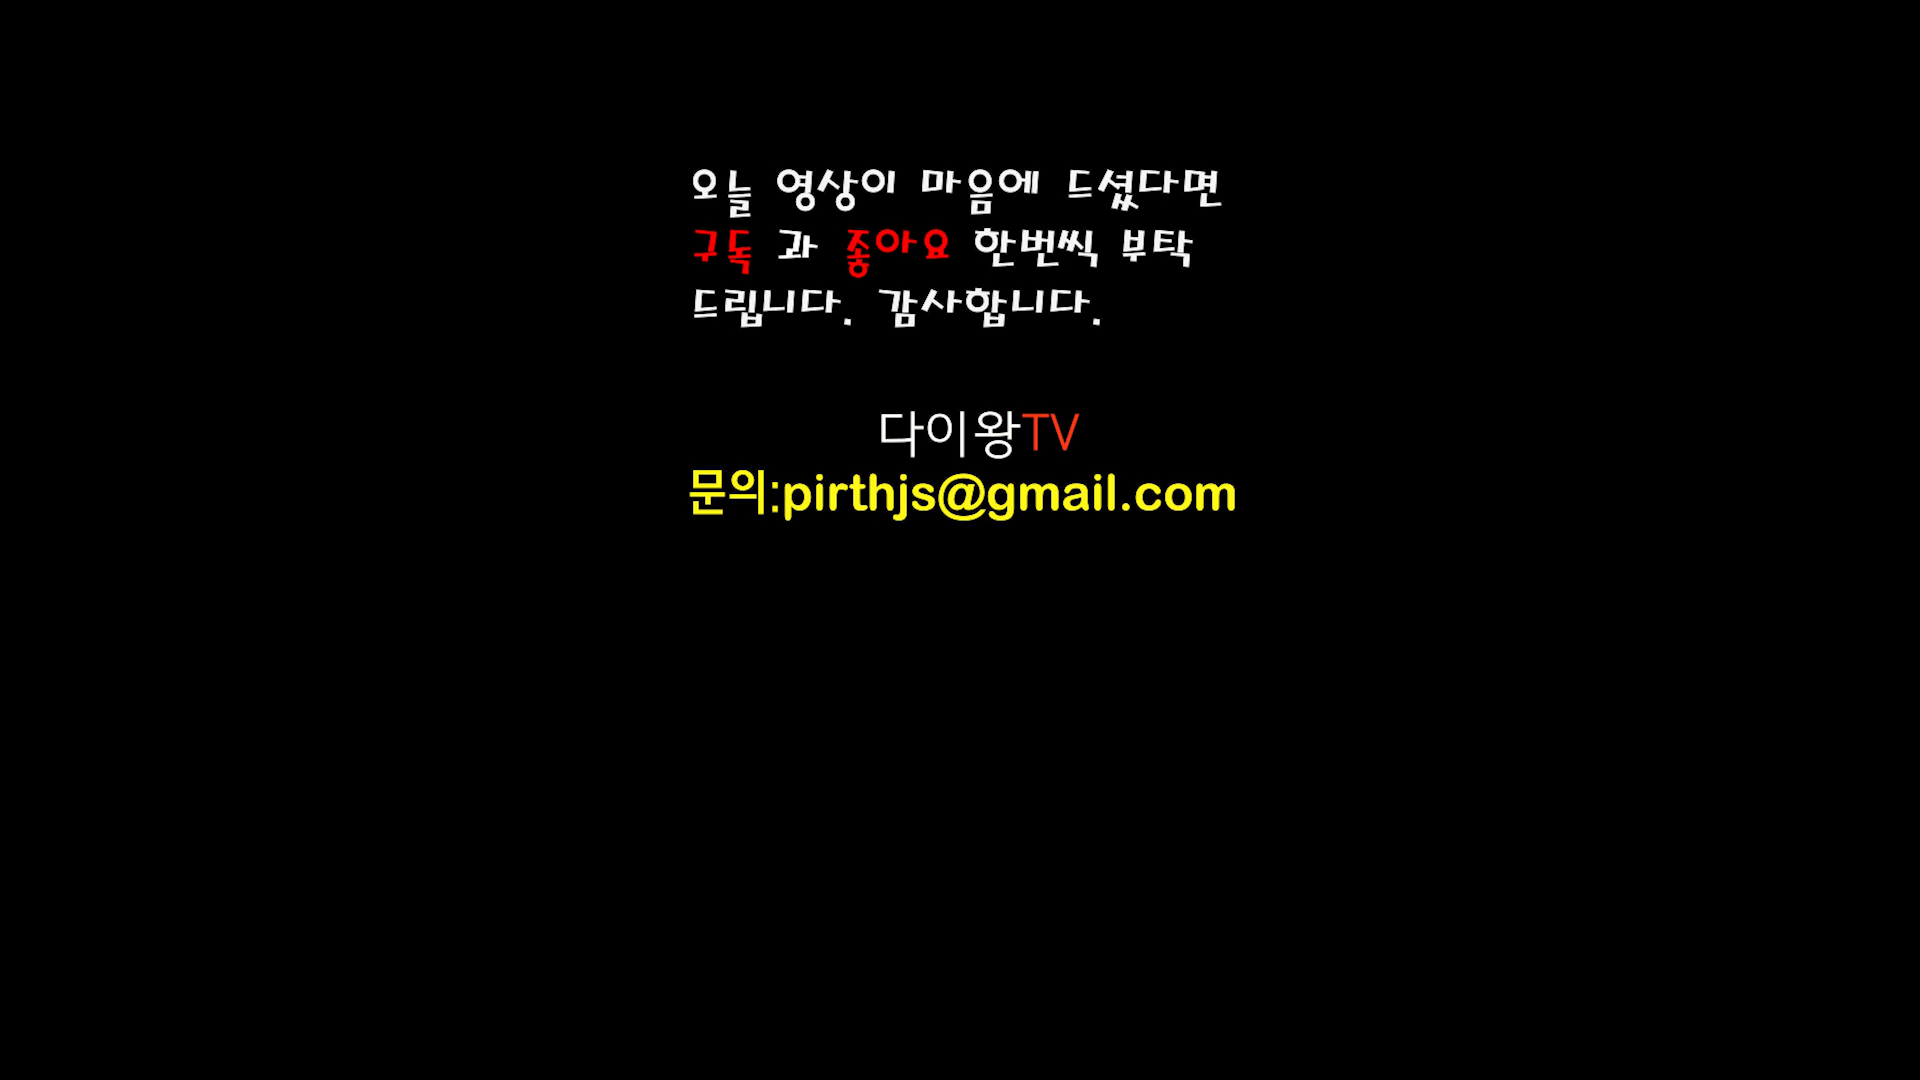 오늘 영상이 마음에 드셨다면
구독 과 좋아요 한번씩 부탁
드립니다. 감사합니다.
다이왕TV
문의:pirthjs@gmail.com